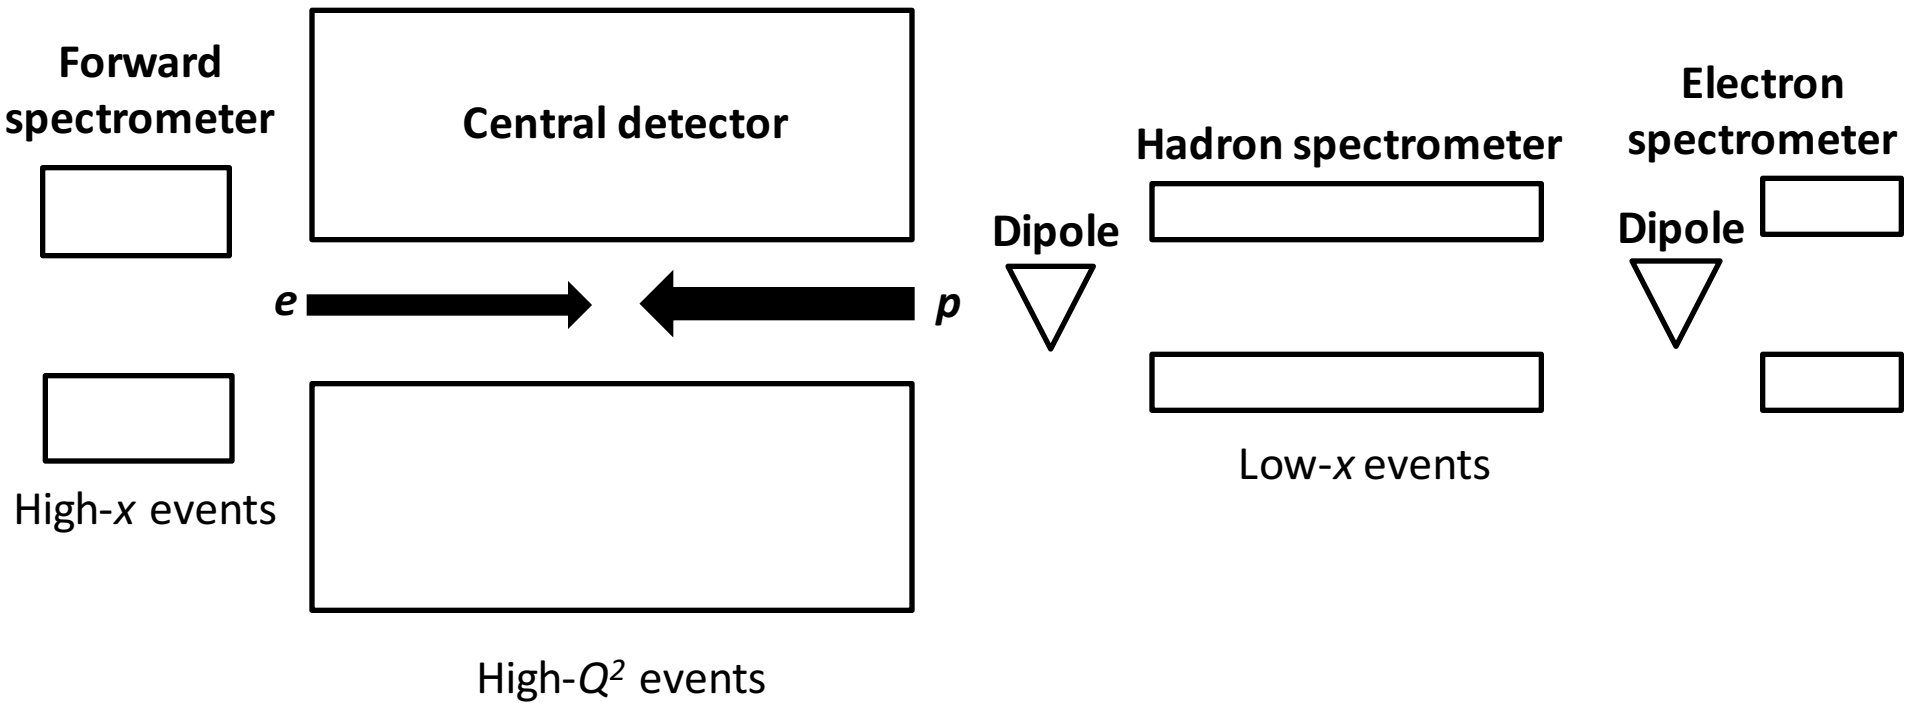 Forward
spectrometer
High-x events
Central detector
e
p
High-Q²  events
Dipole
Hadron spectrometer
Low-x events
Dipole
Electron
spectrometer